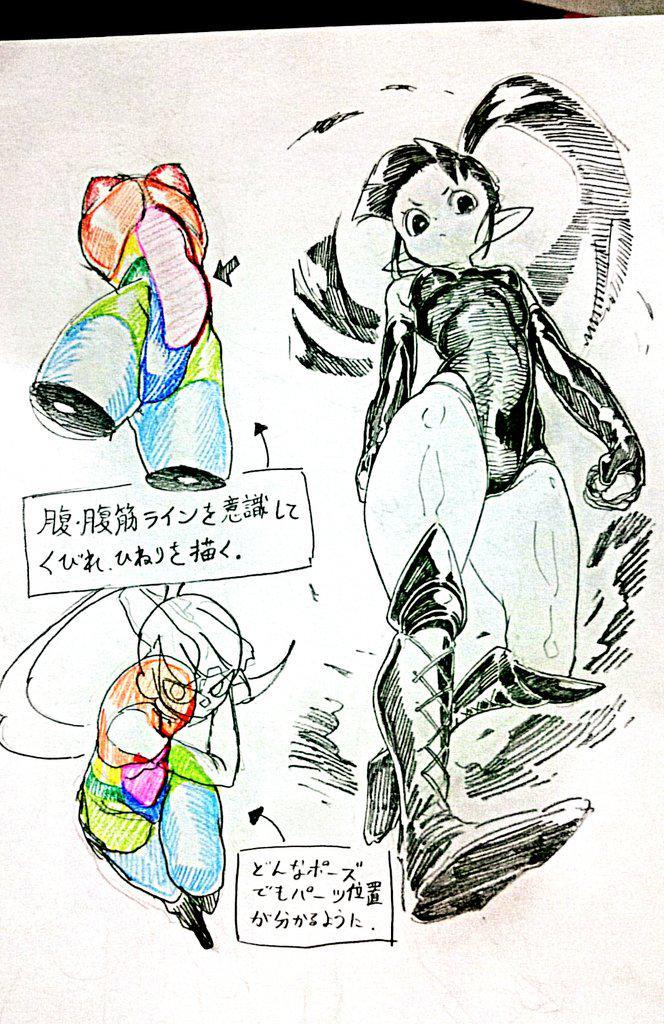 腹・腹筋ラインを意識して
くびれ、ひねりを描く.
どんなポーズ
でもパーツ位置
が分かるように.